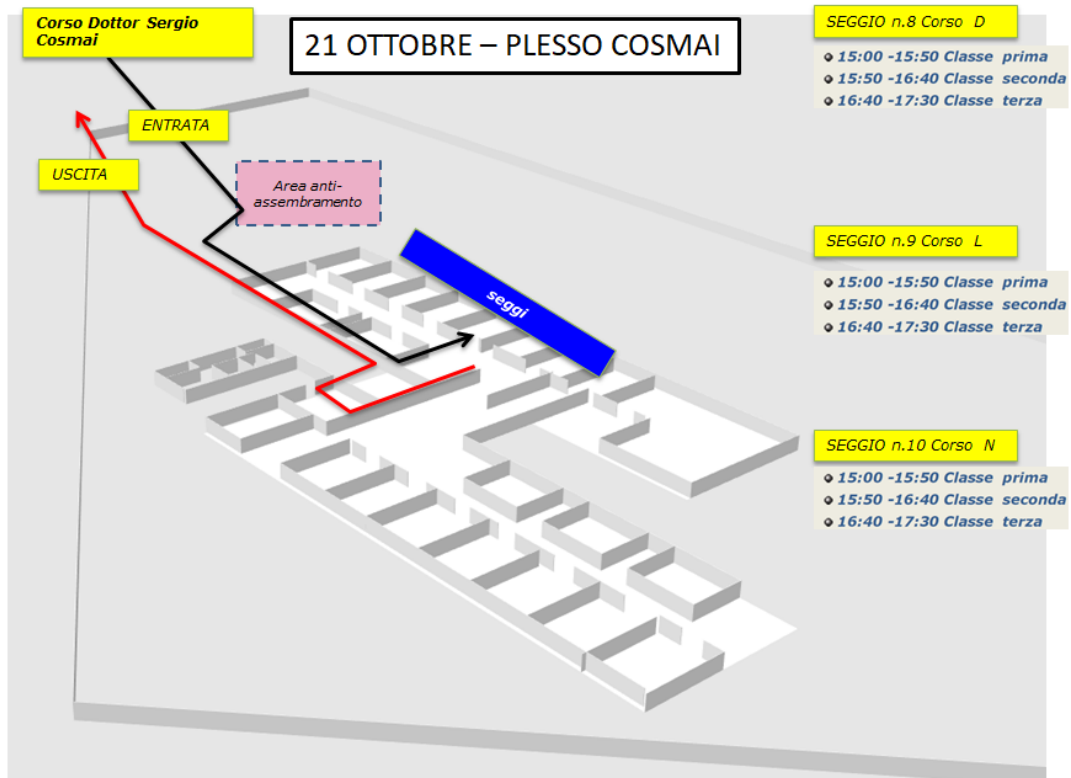 Corso Dottor Sergio
Cosmai
21 OTTOBRE – PLESSO COSMAI
ENTRATA
USCITA
Area anti-
assembramento
seggi
SEGGIO n.8 Corso D
15:00 -15:50 Classe prima
15:50 -16:40 Classe seconda
16:40 -17:30 Classe terza
SEGGIO n.9 Corso L
15:00 -15:50 Classe prima
15:50 -16:40 Classe seconda
16:40 -17:30 Classe terza
SEGGIO n.10 Corso N
15:00 -15:50 Classe prima
15:50 -16:40 Classe seconda
16:40 -17:30 Classe terza